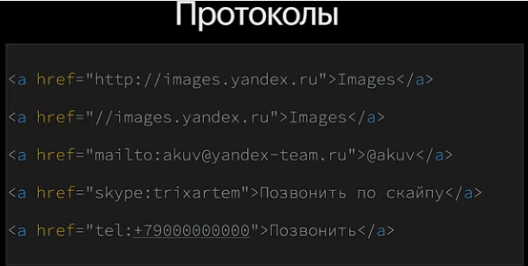 Протоколы
<a href="http://images.yandex.ru">Images</a>
<a href="//images.yandex.ru">Images</a>
<a href="mailto:akuv@yandex-team.ru">@akuv</a>
<a href="skype:trixartem">Позвонить по скайпу</a>
<a href="tel:+79000000000">Позвонить</a>